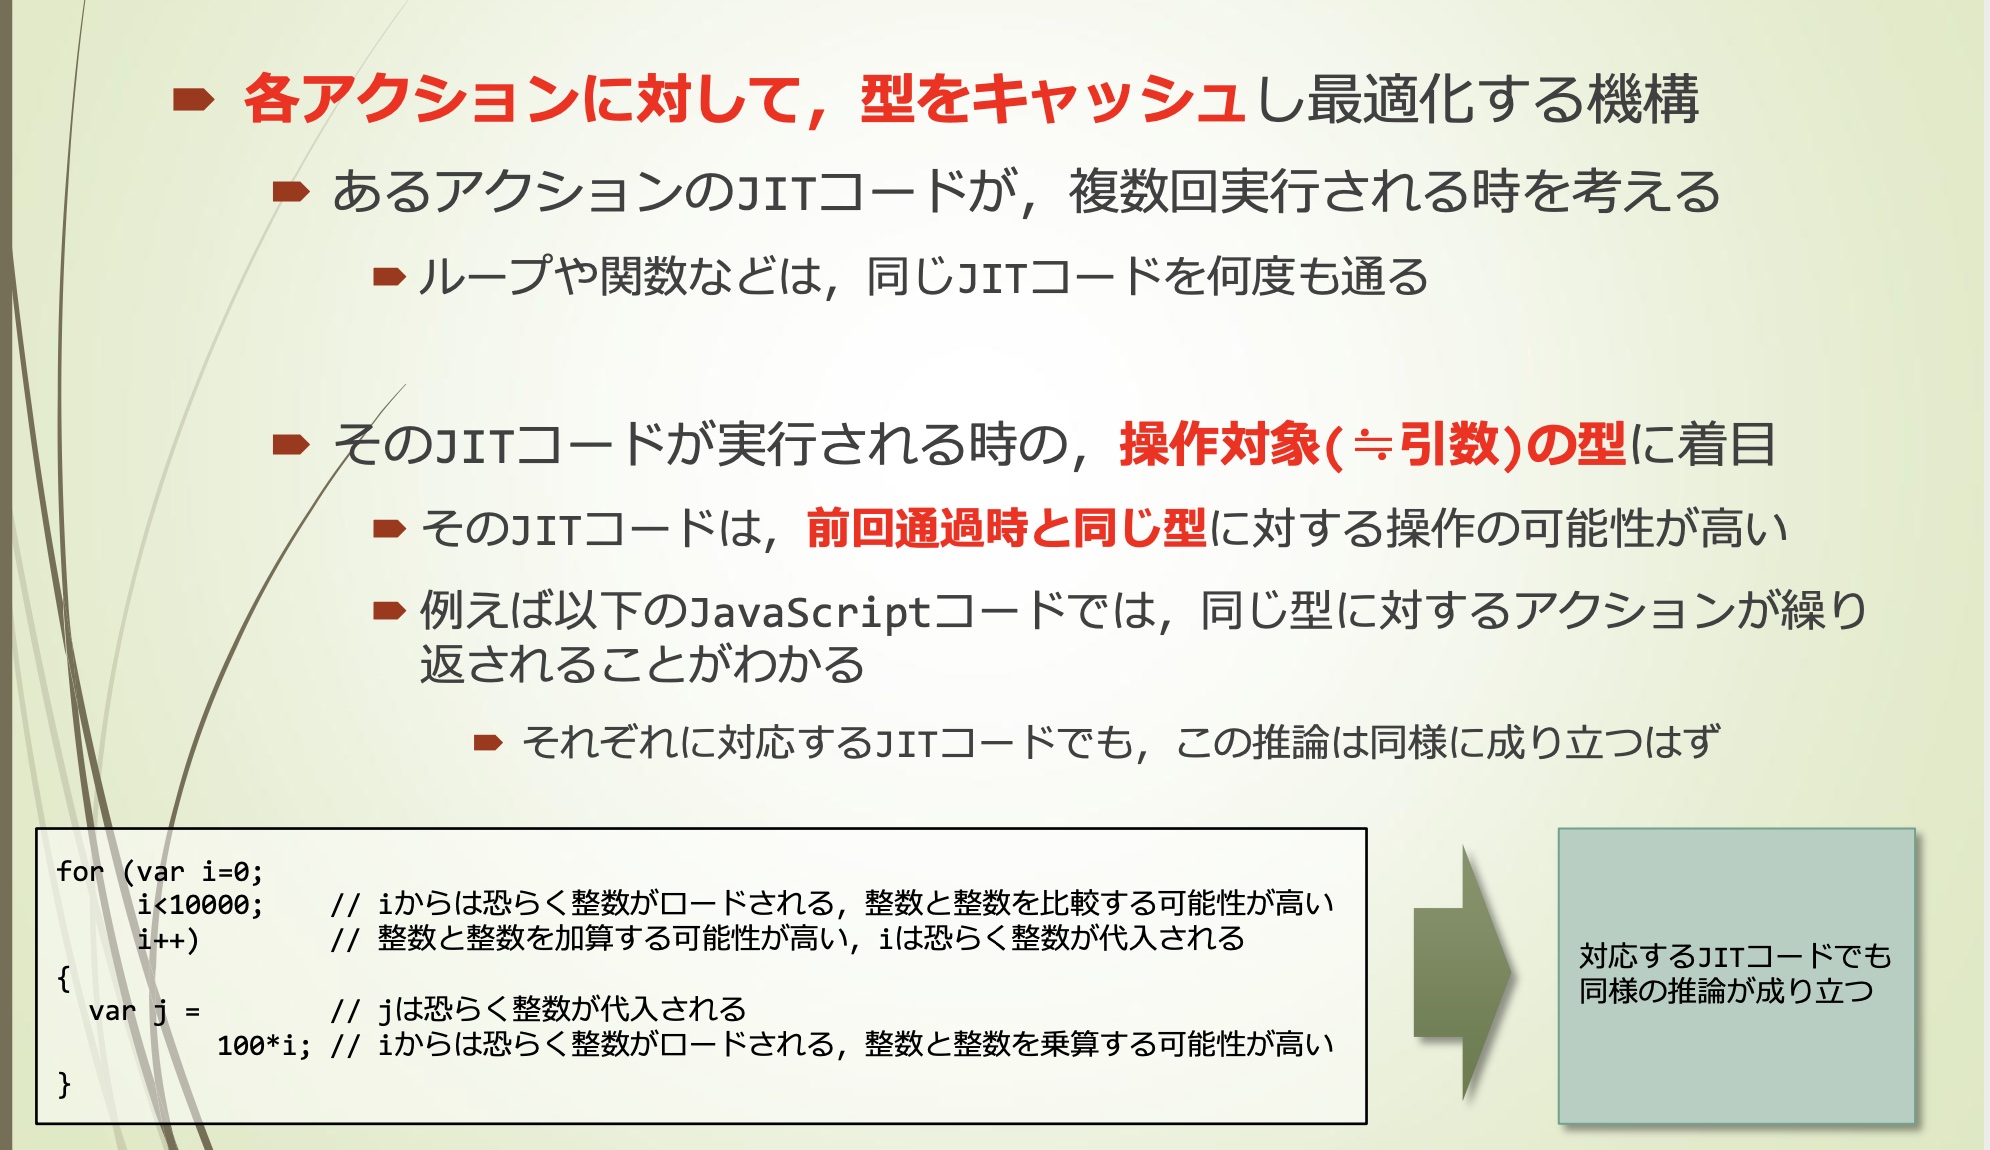 各アクションに対して，型をキャッシュし最適化する機構
あるアクションのJITコードが，複数回実行される時を考える
ループや関数などは，同じJITコードを何度も通る
そのJITコードが実行される時の，操作対象(≒引数)の型に着目
そのJITコードは，前回通過時と同じ型に対する操作の可能性が高い
例えば以下のJavaScriptコードでは，同じ型に対するアクションが繰り
返されることがわかる
それぞれに対応するJITコードでも，この推論は同様に成り立つはず
for (var i=0;
     i<10000;    // iからは恐らく整数がロードされる，整数と整数を比較する可能性が高い
     i++)        // 整数と整数を加算する可能性が高い，iは恐らく整数が代入される
{
  var j =        // jは恐らく整数が代入される
          100*i; // iからは恐らく整数がロードされる，整数と整数を乗算する可能性が高い
}
対応するJITコードでも
同様の推論が成り立つ